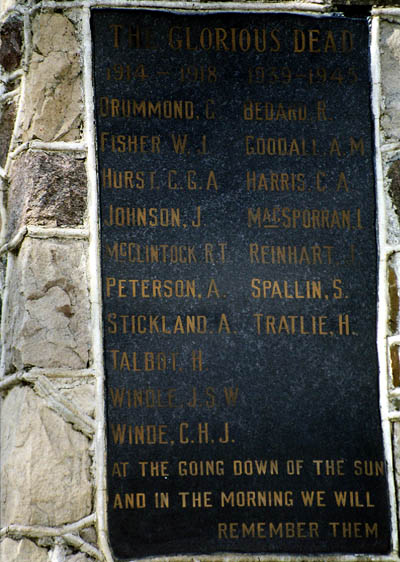 THE GLORIOUS DEAD
1914 - 1918 1939-1945
DRUMMOND, C. BEDARD R.
FISHER W. J. GOODALL, A.M.
HURST, C.G.A. HARRIS C.A.
JOHNSON, J. MACSPORRAN, I.
MCCLINTOCK R.T. REINHART, J.
PETERSON, A. SPALLIN, S.
STICKLAND, A. TRATLIE, H.
TALBOT, H.
WINDLE, J.S.W.
WINDE, C.H.J.
AT THE GOING DOWN OF THE SUN
AND IN THE MORNING WE WILL
REMEMBER THEM